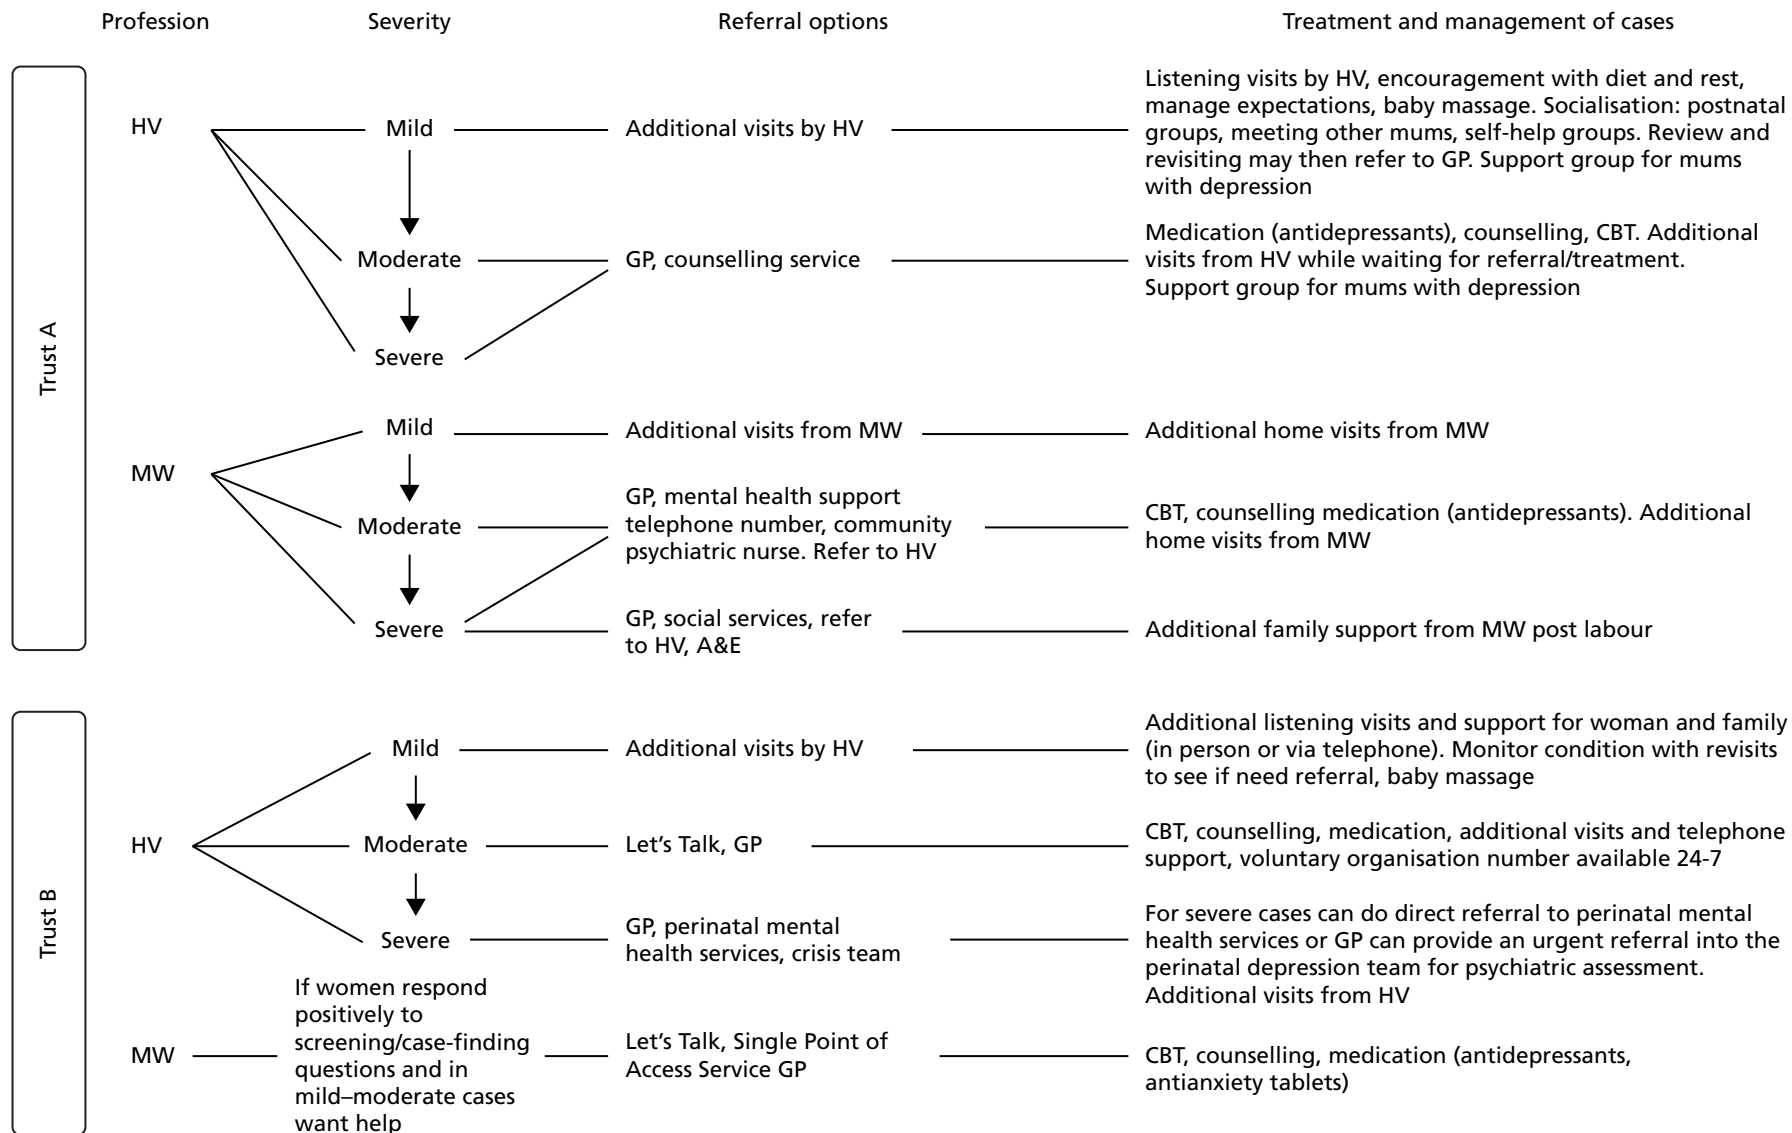 Profession
Severity
Referral options
Treatment and management of cases
Trust A
HV
Mild
Additional visits by HV
Listening visits by HV, encouragement with diet and rest,
manage expectations, baby massage. Socialisation: postnatal
groups, meeting other mums, self-help groups. Review and
revisiting may then refer to GP. Support group for mums
with depression
Moderate
GP, counselling service
Medication (antidepressants), counselling, CBT. Additional
visits from HV while waiting for referral/treatment.
Support group for mums with depression
Severe
MW
Mild
Additional visits from MW
Additional home visits from MW
Moderate
GP, mental health support
telephone number, community
psychiatric nurse. Refer to HV
CBT, counselling medication (antidepressants). Additional
home visits from MW
Severe
GP, social services, refer
to HV, A&E
Additional family support from MW post labour
Trust B
HV
Mild
Additional visits by HV
Additional listening visits and support for woman and family
(in person or via telephone). Monitor condition with revisits
to see if need referral, baby massage
Moderate
Let's Talk, GP
CBT, counselling, medication, additional visits and telephone
support, voluntary organisation number available 24-7
Severe
GP, perinatal mental
health services, crisis team
For severe cases can do direct referral to perinatal mental
health services or GP can provide an urgent referral into the
perinatal depression team for psychiatric assessment.
Additional visits from HV
MW
If women respond
positively to
screening/case-finding
questions and in
mild–moderate cases
want help
Let's Talk, Single Point of
Access Service GP
CBT, counselling, medication (antidepressants,
antianxiety tablets)